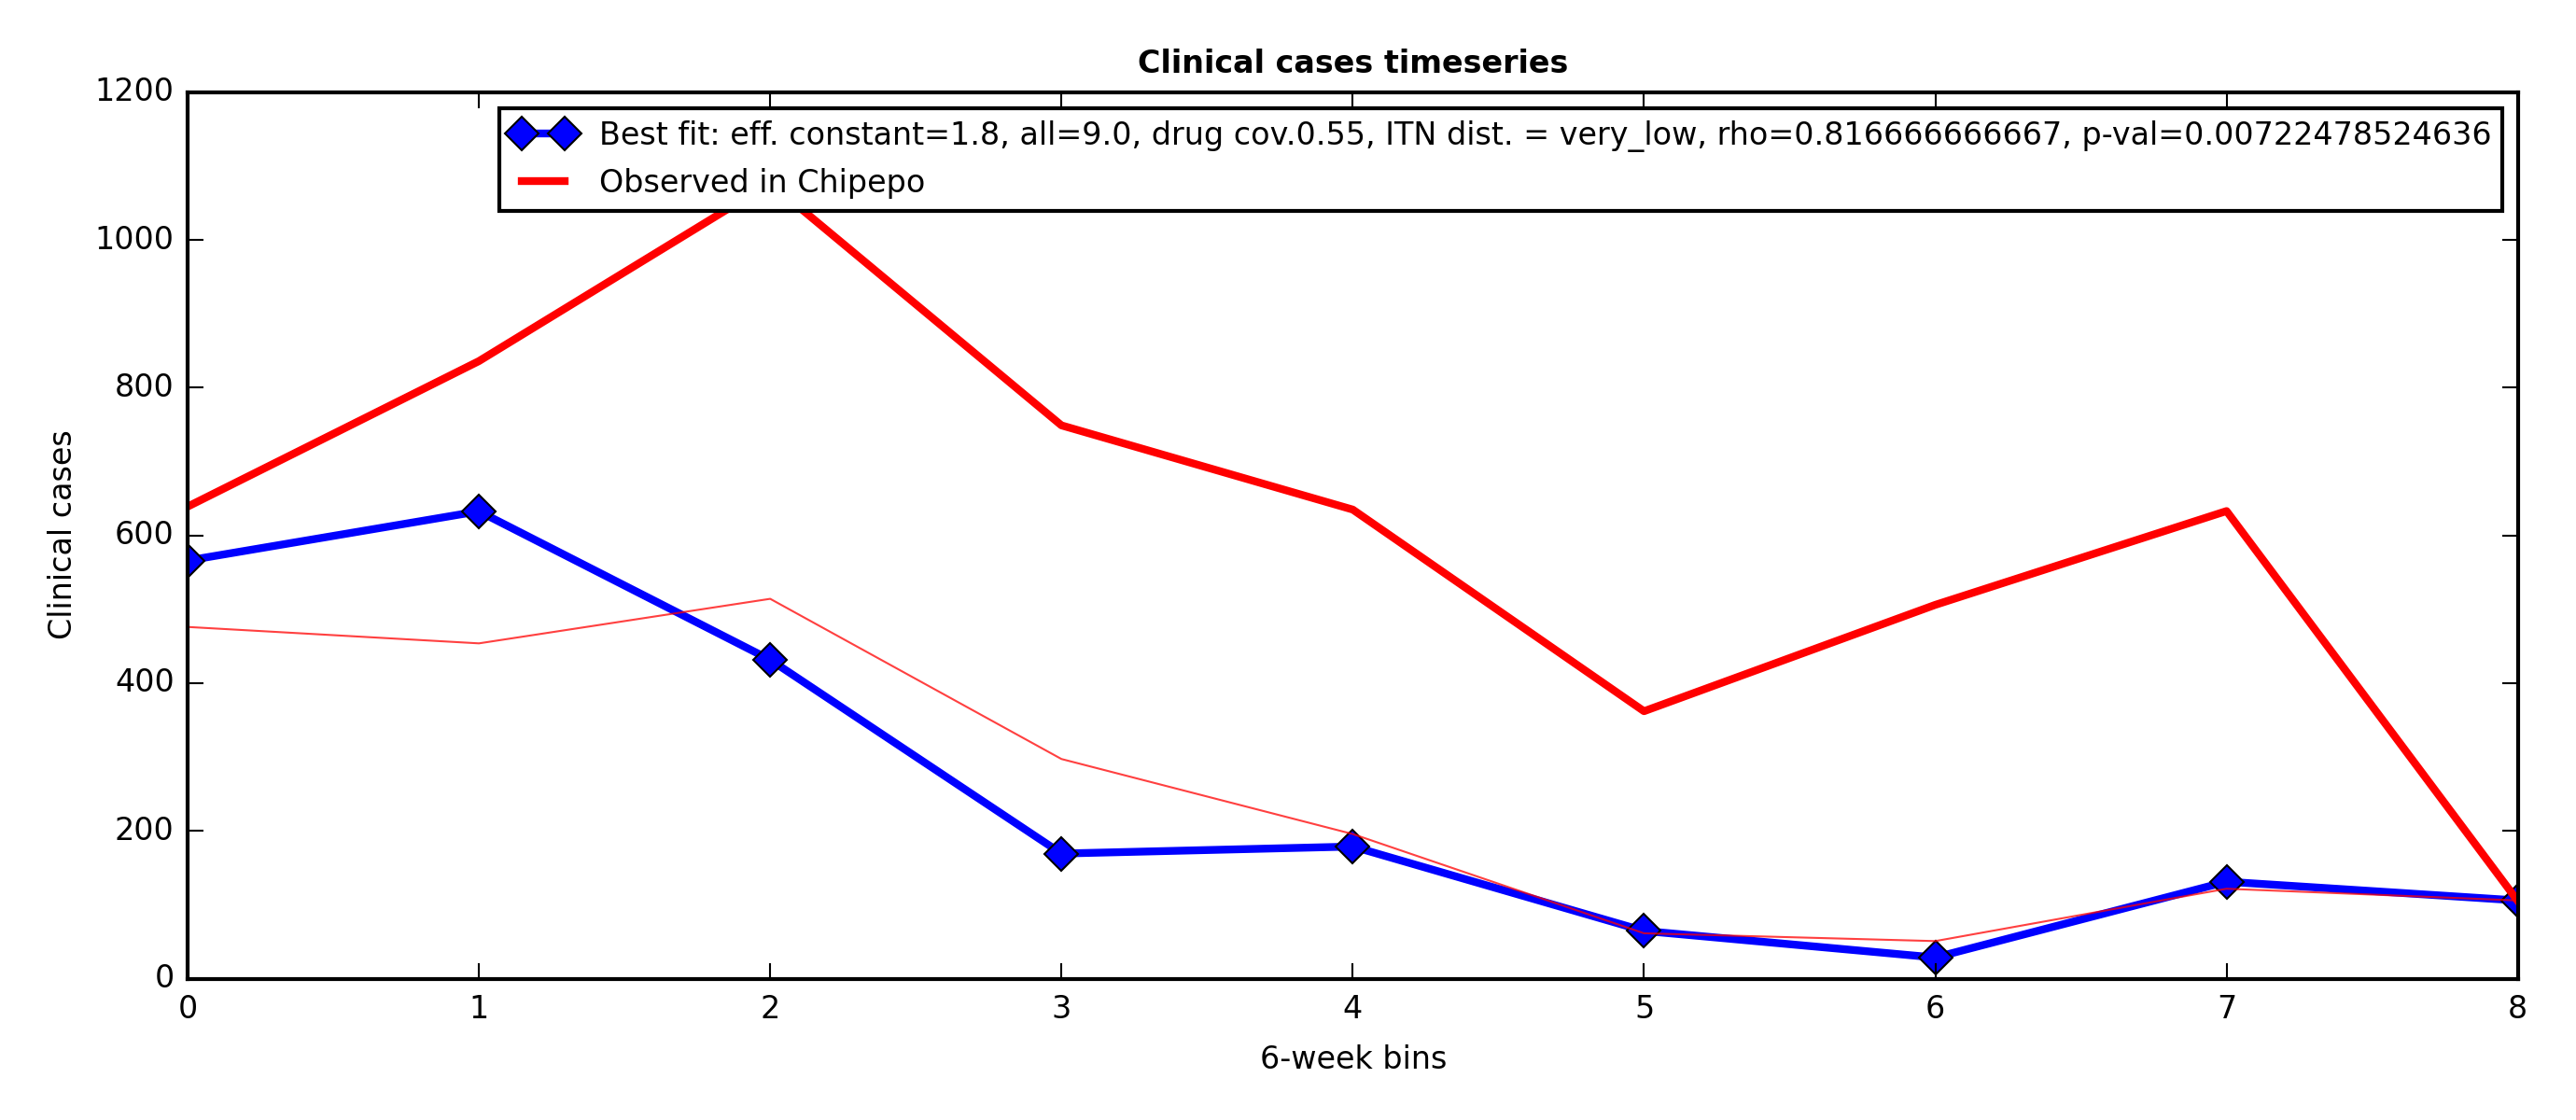 Clinical cases timeseries
1200
1000
800
600
400
200
0
Clinical cases
Best fit: eff. constant=1.8, all=9.0, drug cov.0.55, ITN dist. = very_low, rho=0.816666666667, p-val=0.00722478524636
Observed in Chipepo
0 1 2 3 4 5 6 7 8
6-week bins